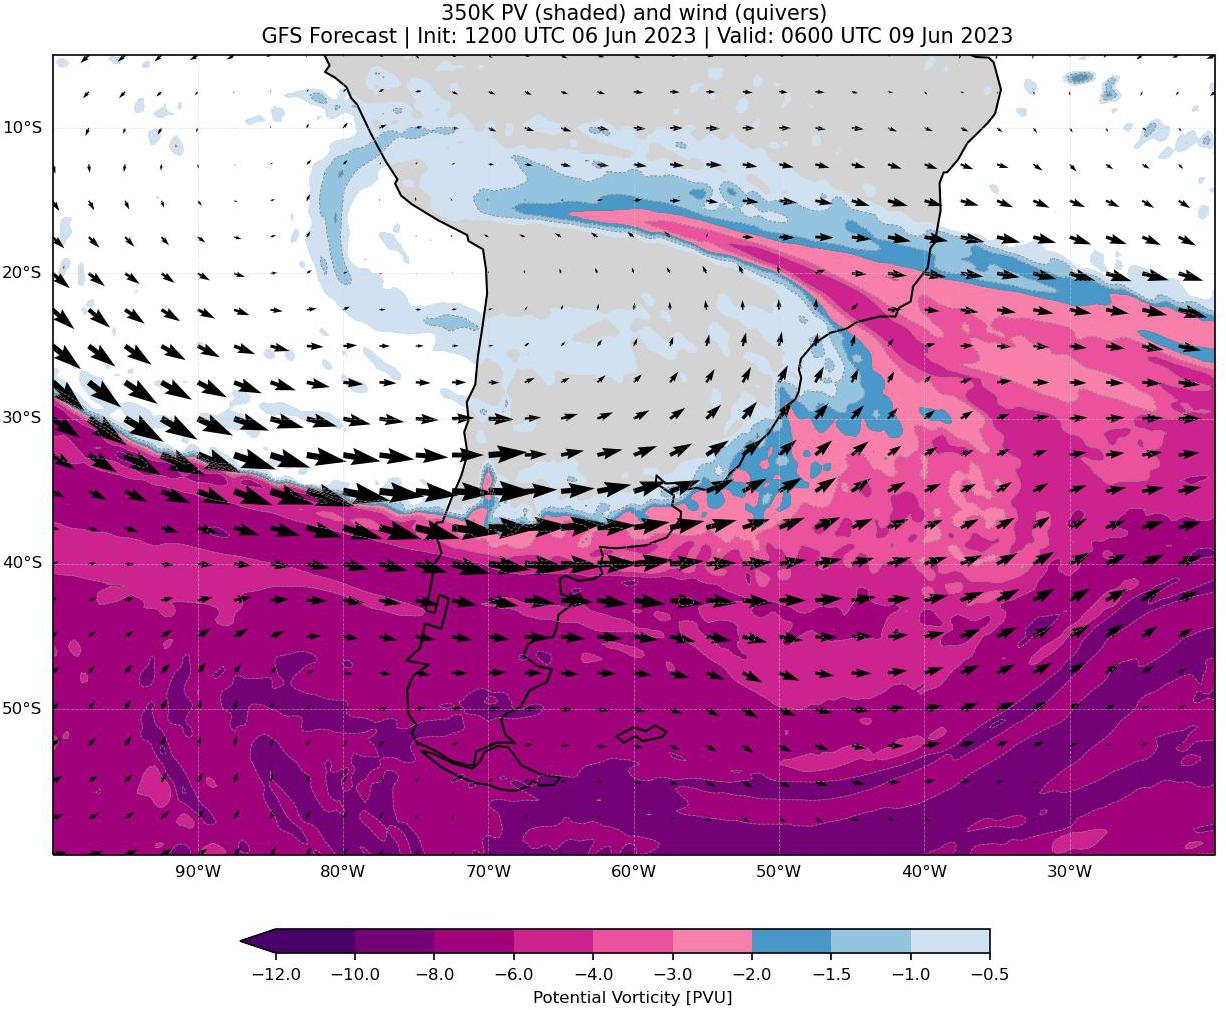 350K PV (shaded) and wind (quivers)
GFS Forecast | Init: 1200 UTC 06 Jun 2023 | Valid: 0600 UTC 09 Jun 2023
10°S
20°S
30°S
40°S
50°S
90°W 80°W 70°W 60°W 50°W 40°W 30°W
−12.0 −10.0 −8.0 −6.0 −4.0 −3.0 −2.0 −1.5 −1.0 −0.5
Potential Vorticity [PVU]